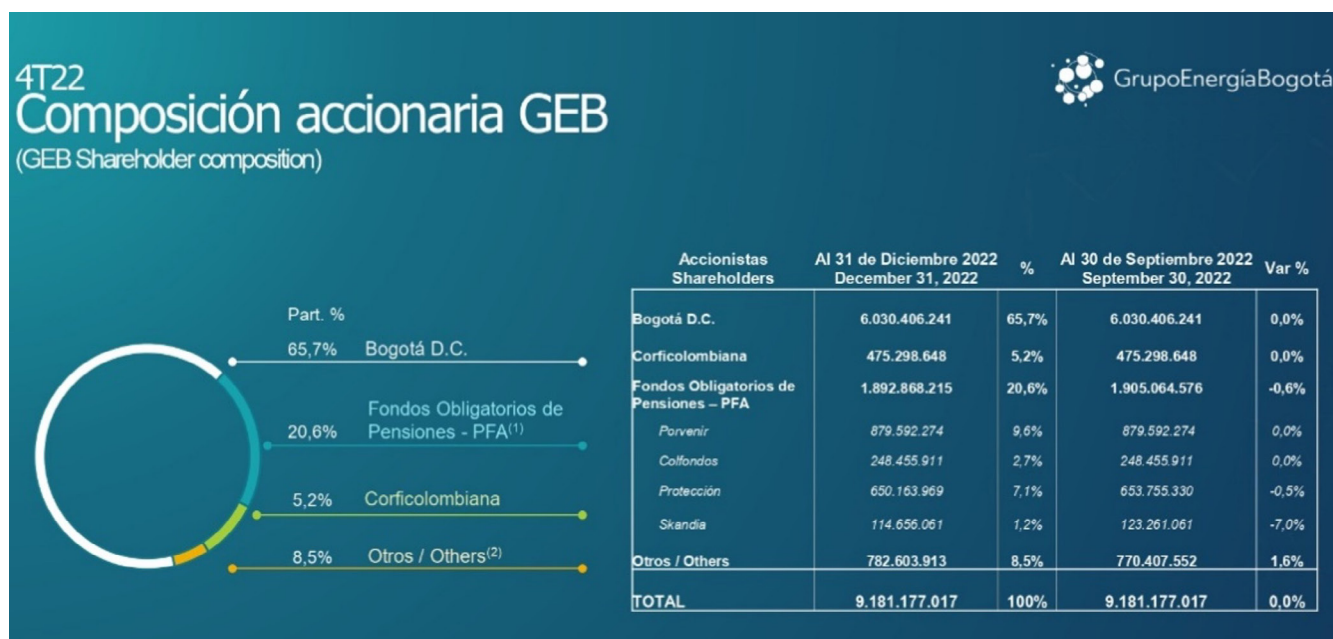 4T22
Composición accionaria GEB
(GEB Shareholder composition)
GrupoEnergíaBogotá
Part. %
65,7% Bogotá D.C.
Fondos Obligatorios de
20,6% Pensiones - PFA(1)
5,2% Corficolombiana
8,5% Otros / Others(2)
Accionistas Al 31 de Diciembre 2022 % Al 30 de Septiembre 2022 Var %
Shareholders December 31, 2022 September 30, 2022
Bogotá D.C. 6.030.406.241 65,7% 6.030.406.241 0,0%
Corficolombiana 475.298.648 5,2% 475.298.648 0,0%
Fondos Obligatorios de 1.892.868.215 20,6% 1.905.064.576 -0,6%
Pensiones – PFA
Porvenir 879.592.274 9,6% 879.592.274 0,0%
Colfondos 248.455.911 2,7% 248.455.911 0,0%
Protección 650.163.969 7,1% 653.755.330 -0,5%
Skandia 114.656.061 1,2% 123.261.061 -7,0%
Otros / Others 782.603.913 8,5% 770.407.552 1,6%
TOTAL 9.181.177.017 100% 9.181.177.017 0,0%